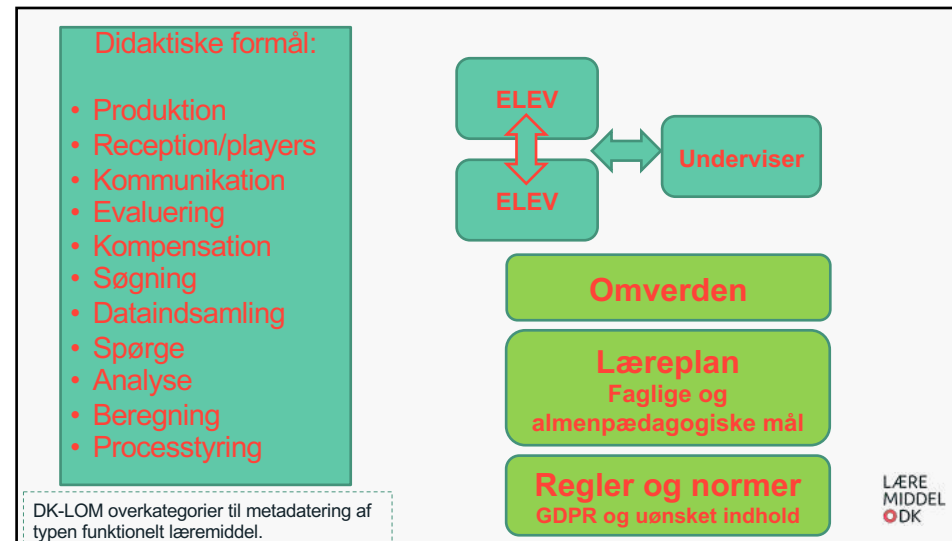 Didaktiske formål:
• Produktion
• Reception/players
• Kommunikation
• Evaluering
• Kompensation
• Søgning
• Dataindsamling
• Spørge
• Analyse
• Beregning
• Processtyring
DK-LOM overkategorier til metadatering af
typen funktionelt læremiddel.
ELEV
ELEV
Underviser
Omverden
Læreplan
Faglige og
almenpædagogiske mål
Regler og normer
GDPR og uønsket indhold
LÆRE
MIDDEL
DK